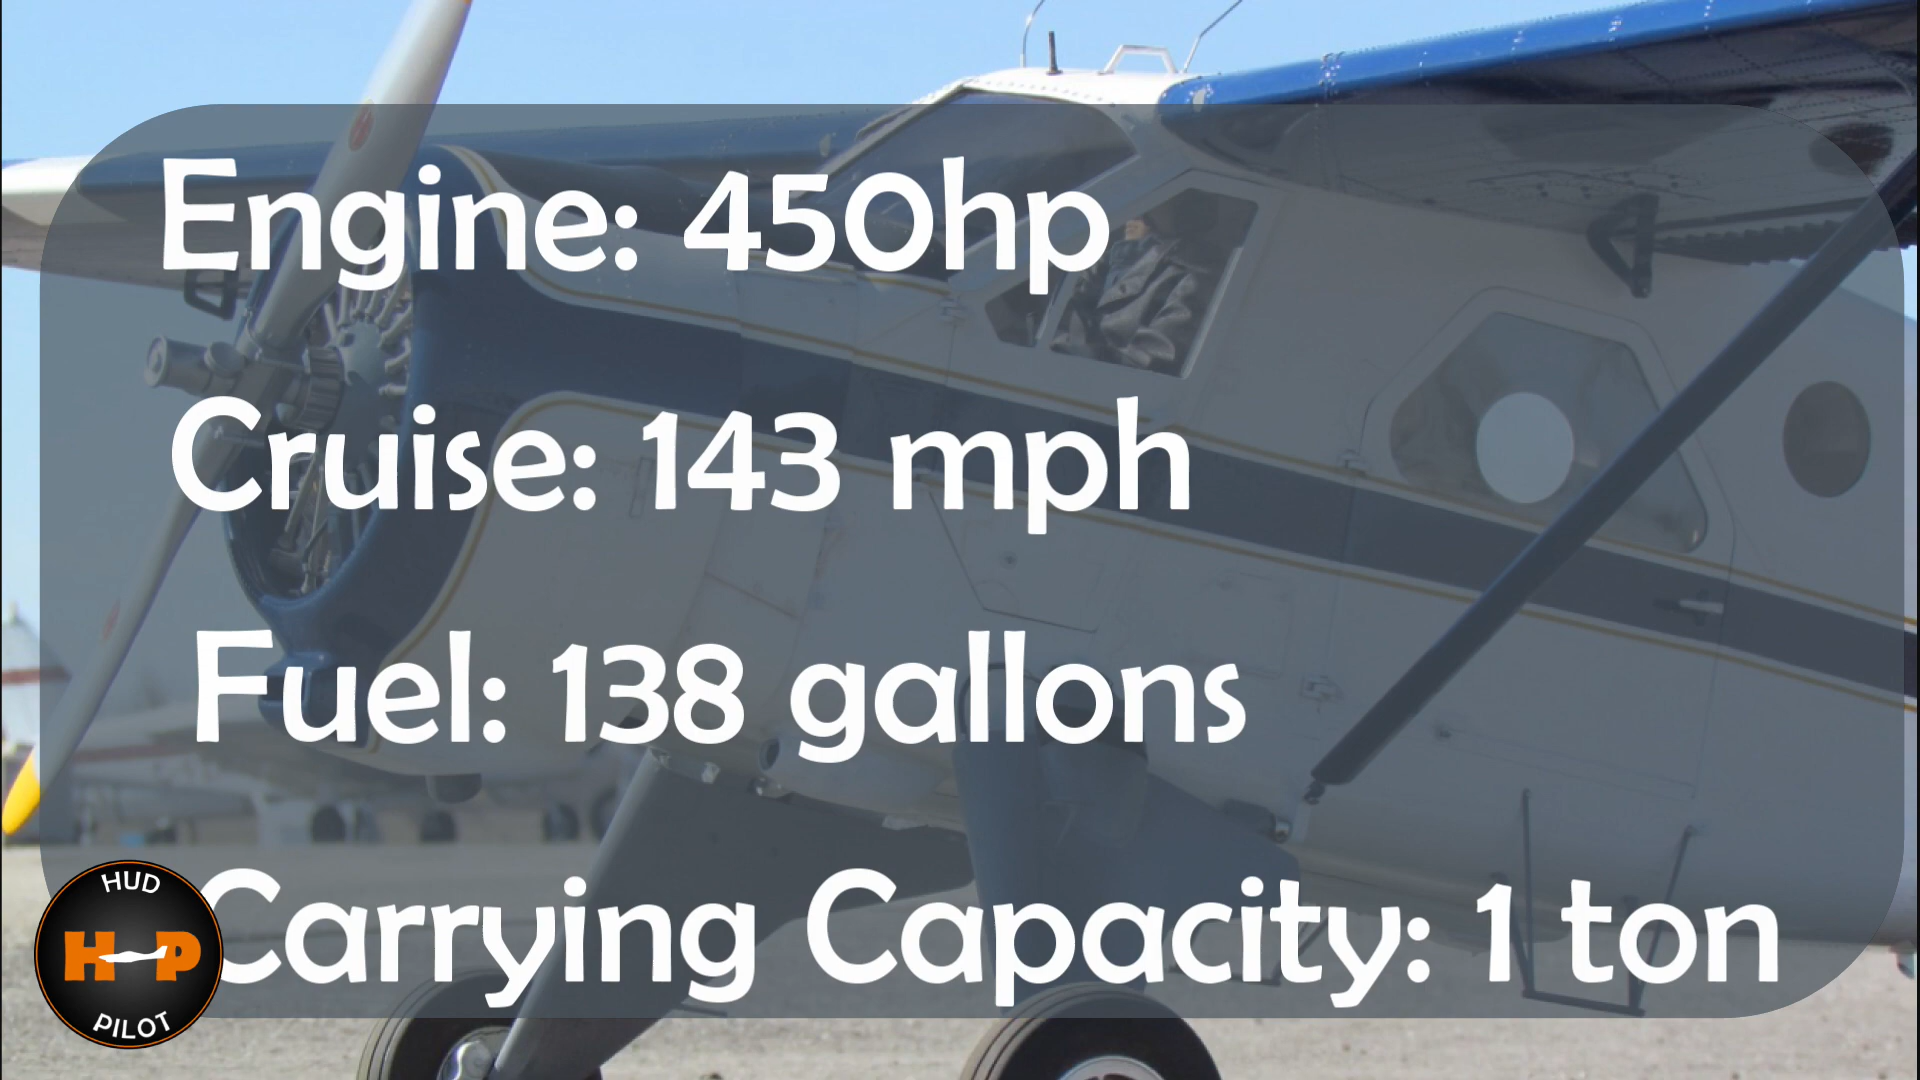 Engine: 450hp
Cruise: 143 mph
Fuel: 138 gallons
Carrying Capacity: 1 ton
HUD
H P
PILOT